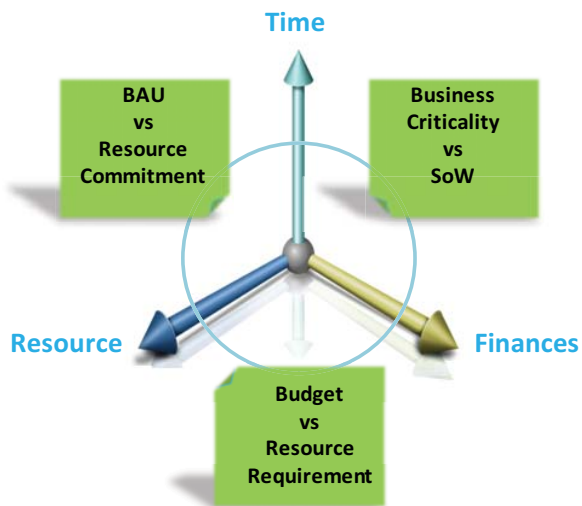 Time
BAU
vs
Resource
Commitment
Business
Criticality
vs
SoW
Resource
Finances
Budget
vs
Resource
Requirement